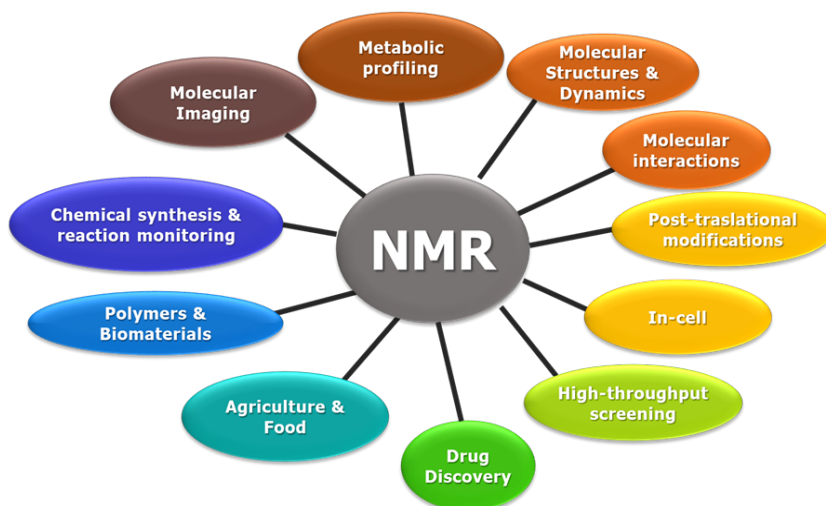 Metabolic
profiling
Molecular
Structures &
Dynamics
Molecular
Imaging
Molecular
interactions
Chemical synthesis &
reaction monitoring
NMR
Post-traslational
modifications
Polymers &
Biomaterials
In-cell
Agriculture &
Food
High-throughput
screening
Drug
Discovery